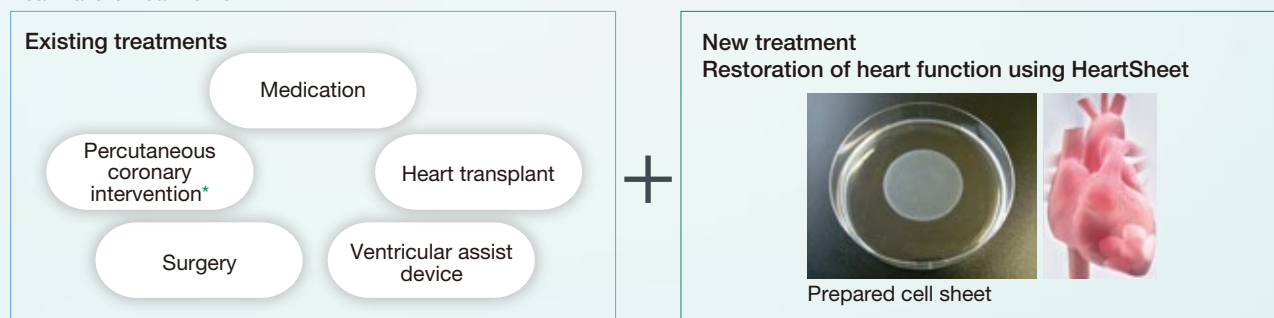 Existing treatments
Medication
Percutaneous
coronary
intervention*
Heart transplant
Surgery
Ventricular assist
device
+
New treatment
Restoration of heart function using HeartSheet
Prepared cell sheet